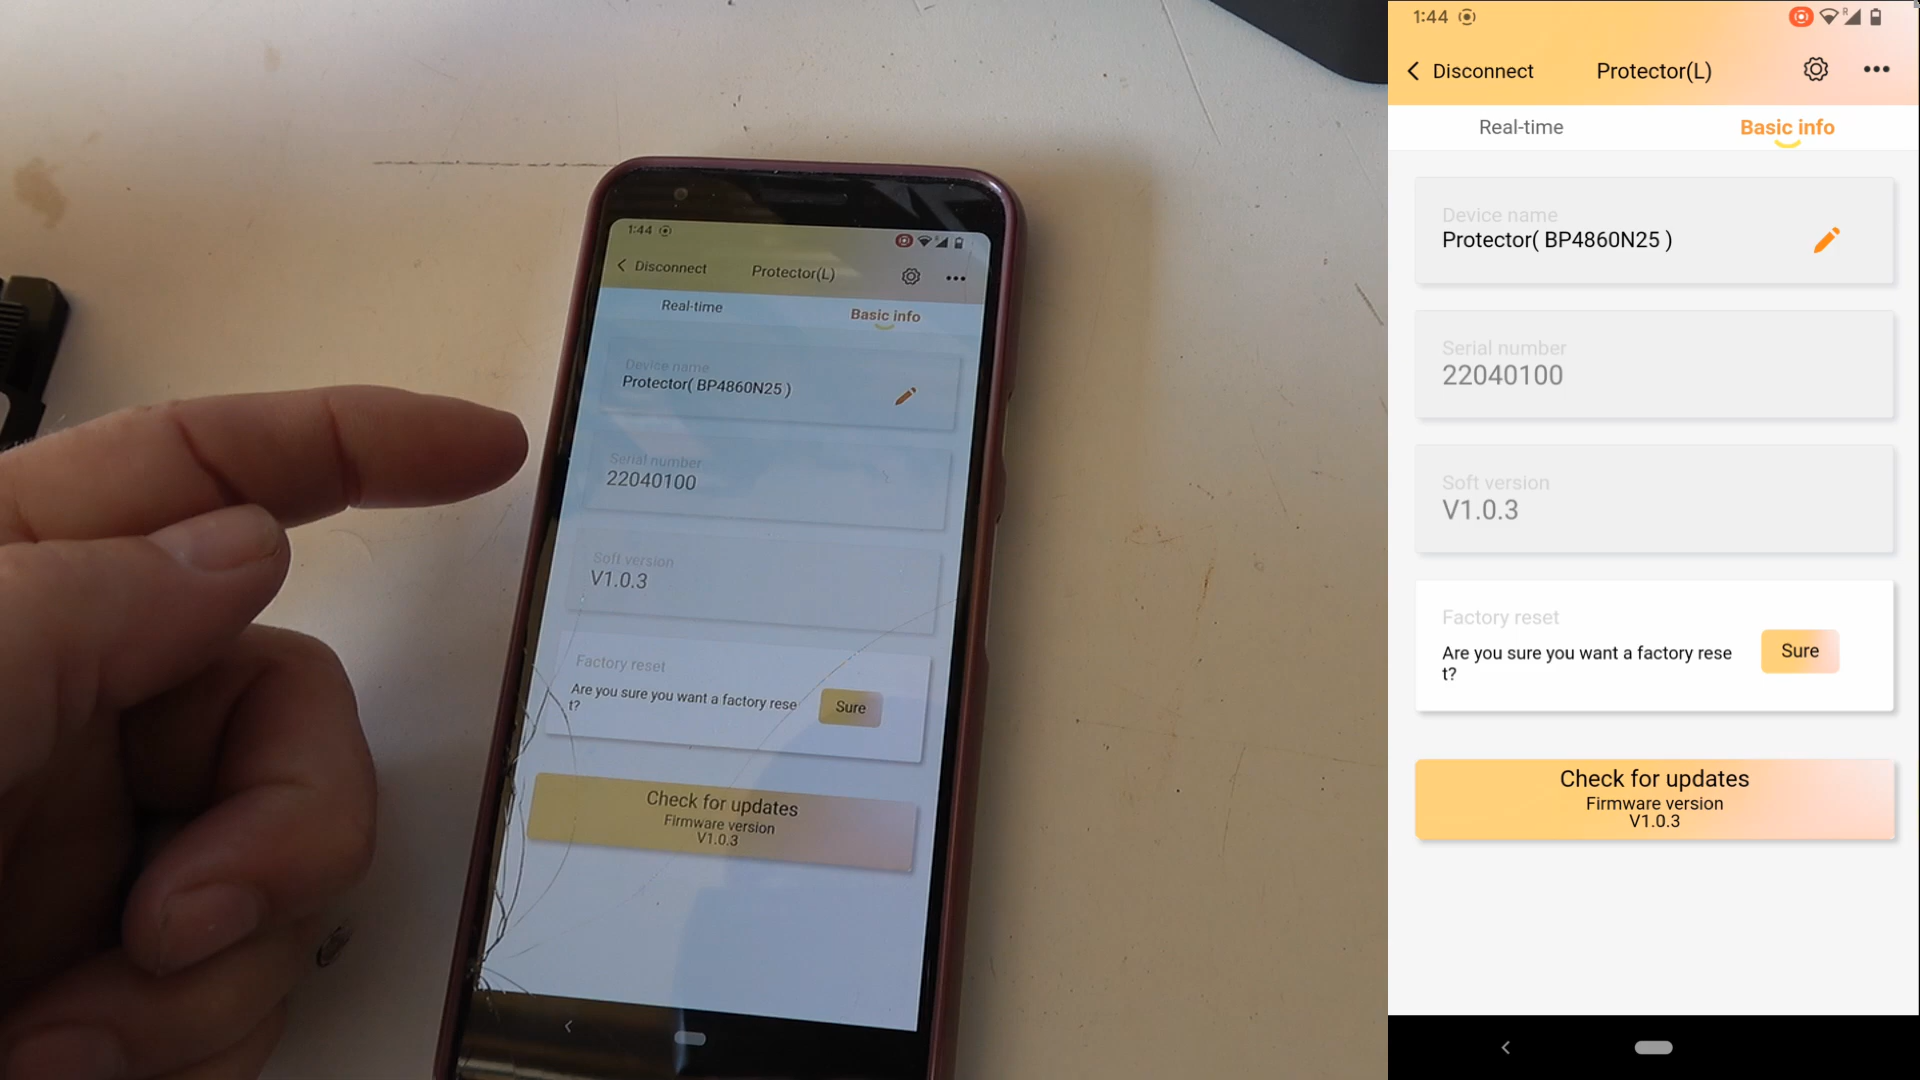 1:44
Disconnect Protector(L)
Real-time Basic info
Device name
Protector( BP4860N25 )
Serial number
22040100
Soft version
V1.0.3
Factory reset
Are you sure you want a factory rese
t?
Sure
Check for updates
Firmware version
V1.0.3
1:44
R
Disconnect Protector(L)
Real-time Basic info
Device name
Protector( BP4860N25 )
Serial number
22040100
Soft version
V1.0.3
Factory reset
Are you sure you want a factory rese
t?
Sure
Check for updates
Firmware version
V1.0.3